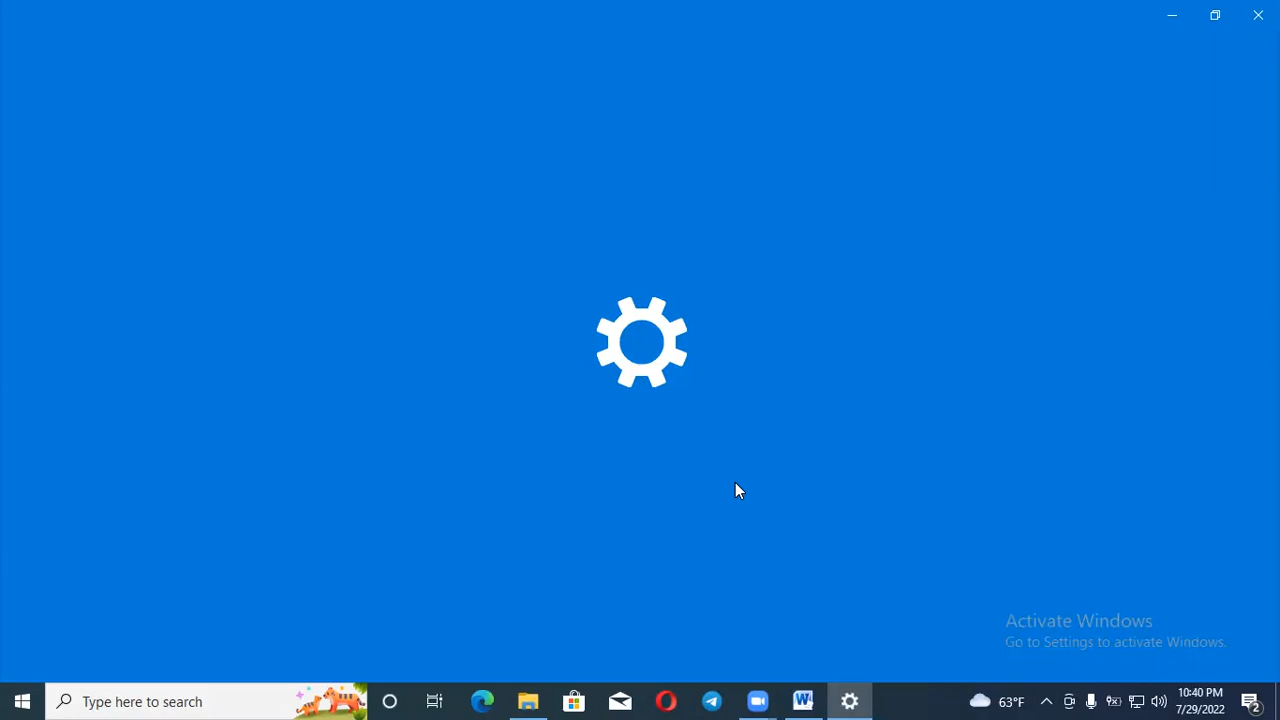 Activate Windows
Go to Settings to activate Windows.
Type here to search
63°F
10:40 PM
7/29/2022
2